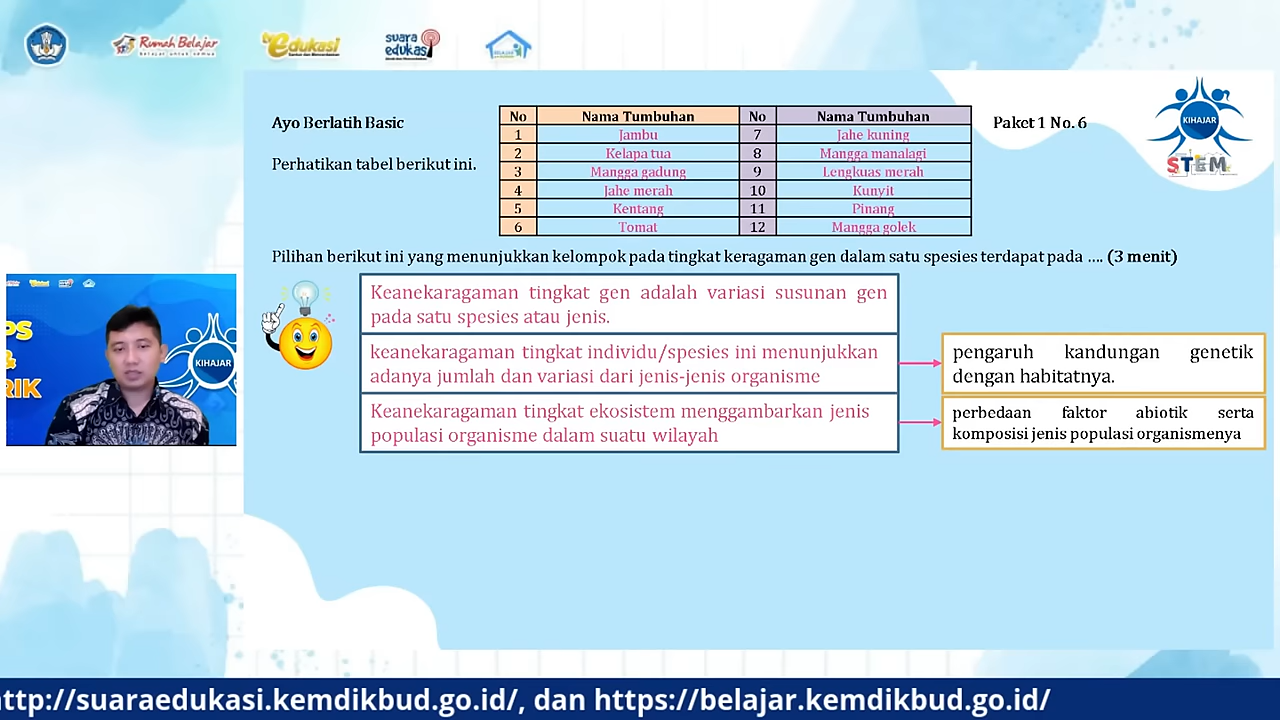 Rumah Belajar
Belajar untuk semua
tv edukasi
suara
edukasi
Ayo Berlatih Basic
Perhatikan tabel berikut ini.
No Nama Tumbuhan No Nama Tumbuhan
1 Jambu 7 Jahe kuning
2 Kelapa tua 8 Mangga manalagi
3 Mangga gadung 9 Lengkuas merah
4 Jahe merah 10 Kunyit
5 Kentang 11 Pinang
6 Tomat 12 Mangga golek
Paket 1 No. 6
KIHAJAR
STEM
Pilihan berikut ini yang menunjukkan kelompok pada tingkat keragaman gen dalam satu spesies terdapat pada .... (3 menit)
Keanekaragaman tingkat gen adalah variasi susunan gen
pada satu spesies atau jenis.
keanekaragaman tingkat individu/spesies ini menunjukkan
adanya jumlah dan variasi dari jenis-jenis organisme
pengaruh kandungan genetik
dengan habitatnya.
Keanekaragaman tingkat ekosistem menggambarkan jenis
populasi organisme dalam suatu wilayah
perbedaan faktor abiotik serta
komposisi jenis populasi organismenya
PS
&
RIK
KIHAJAR
ttp://suaraedukasi.kemdikbud.go.id/, dan https://belajar.kemdikbud.go.id/